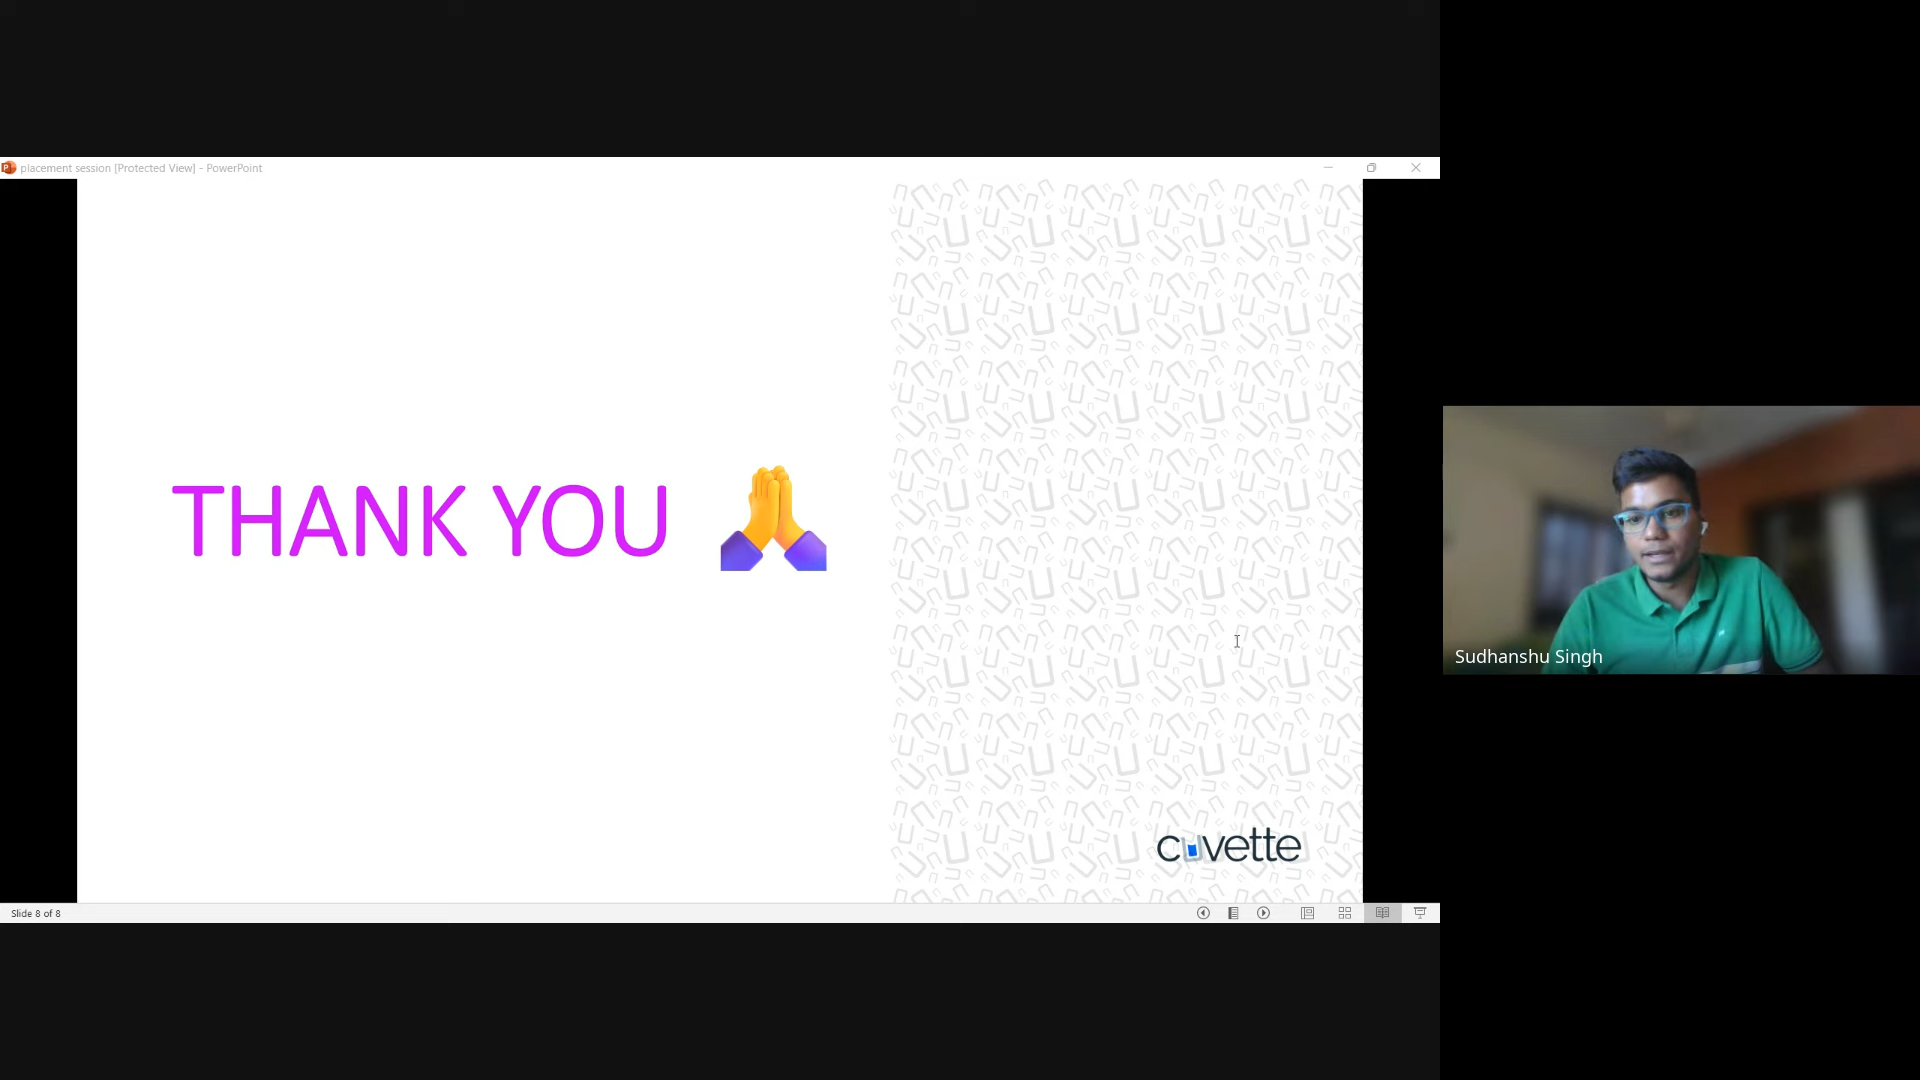 placement session [Protected View] - PowerPoint
THANK YOU
cuvette
Sudhanshu Singh
Slide 8 of 8